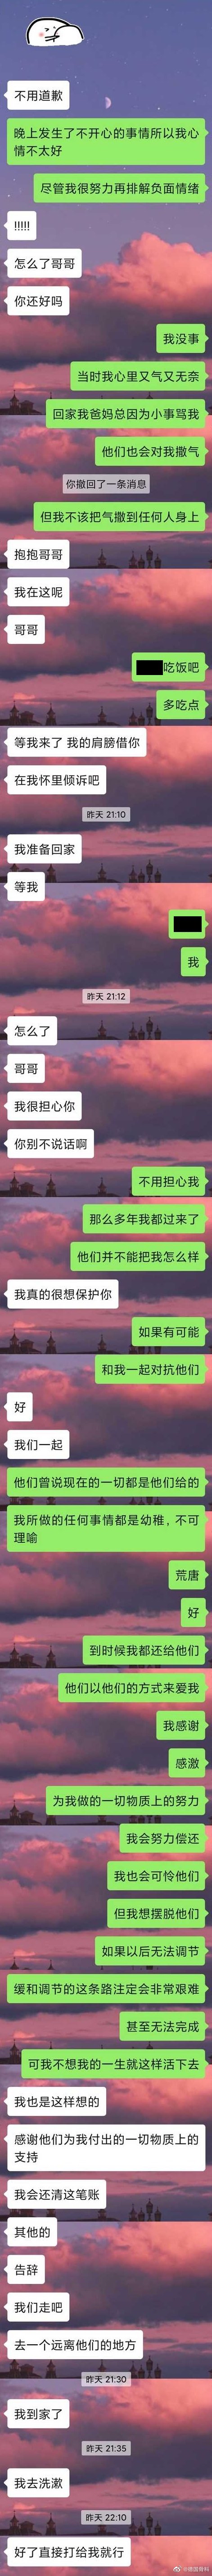 不用道歉
晚上发生了不开心的事情所以我心
情不太好
尽管我很努力再排解负面情绪
!!!!!
怎么了哥哥
你还好吗
我没事
当时我心里又气又无奈
回家我爸妈总因为小事骂我
他们也会对我撒气
你撤回了一条消息
但我不该把气撒到任何人身上
抱抱哥哥
我在这呢
哥哥
吃饭吧
多吃点
等我来了 我的肩膀借你
在我怀里倾诉吧
昨天 21:10
我准备回家
等我
我
昨天 21:12
怎么了
哥哥
我很担心你
你别不说话啊
不用担心我
那么多年我都过来了
他们并不能把我怎么样
我真的很想保护你
如果有可能
和我一起对抗他们
好
我们一起
他们曾说现在的一切都是他们给的
我所做的任何事情都是幼稚，不可
理喻
荒唐
好
到时候我都还给他们
他们以他们的方式来爱我
我感谢
感激
为我做的一切物质上的努力
我会努力偿还
我也会可怜他们
但我想摆脱他们
如果以后无法调节
缓和调节的这条路注定会非常艰难
甚至无法完成
可我不想我的一生就这样活下去
我也是这样想的
感谢他们为我付出的一切物质上的
支持
我会还清这笔账
其他的
告辞
我们走吧
去一个远离他们的地方
昨天 21:30
我到家了
昨天 21:35
我去洗漱
昨天 22:10
好了直接打给我就行
@德国骨科